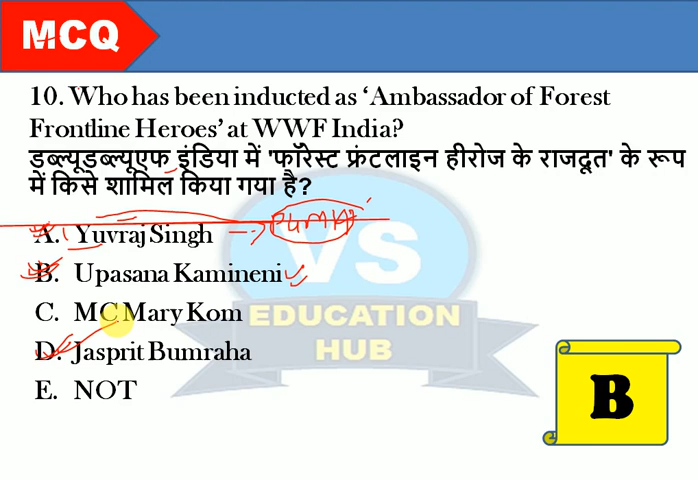 MCQ
10. Who has been inducted as ‘Ambassador of Forest
Frontline Heroes’ at WWF India?
डब्ल्यूडब्ल्यूएफ इंडिया में 'फॉरेस्ट फ्रंटलाइन हीरोज के राजदूत' के रूप
में किसे शामिल किया गया है?
A. Yuvraj Singh
B. Upasana Kamineni
C. MC Mary Kom
D. Jasprit Bumraha
E. NOT
VS
EDUCATION
HUB
B